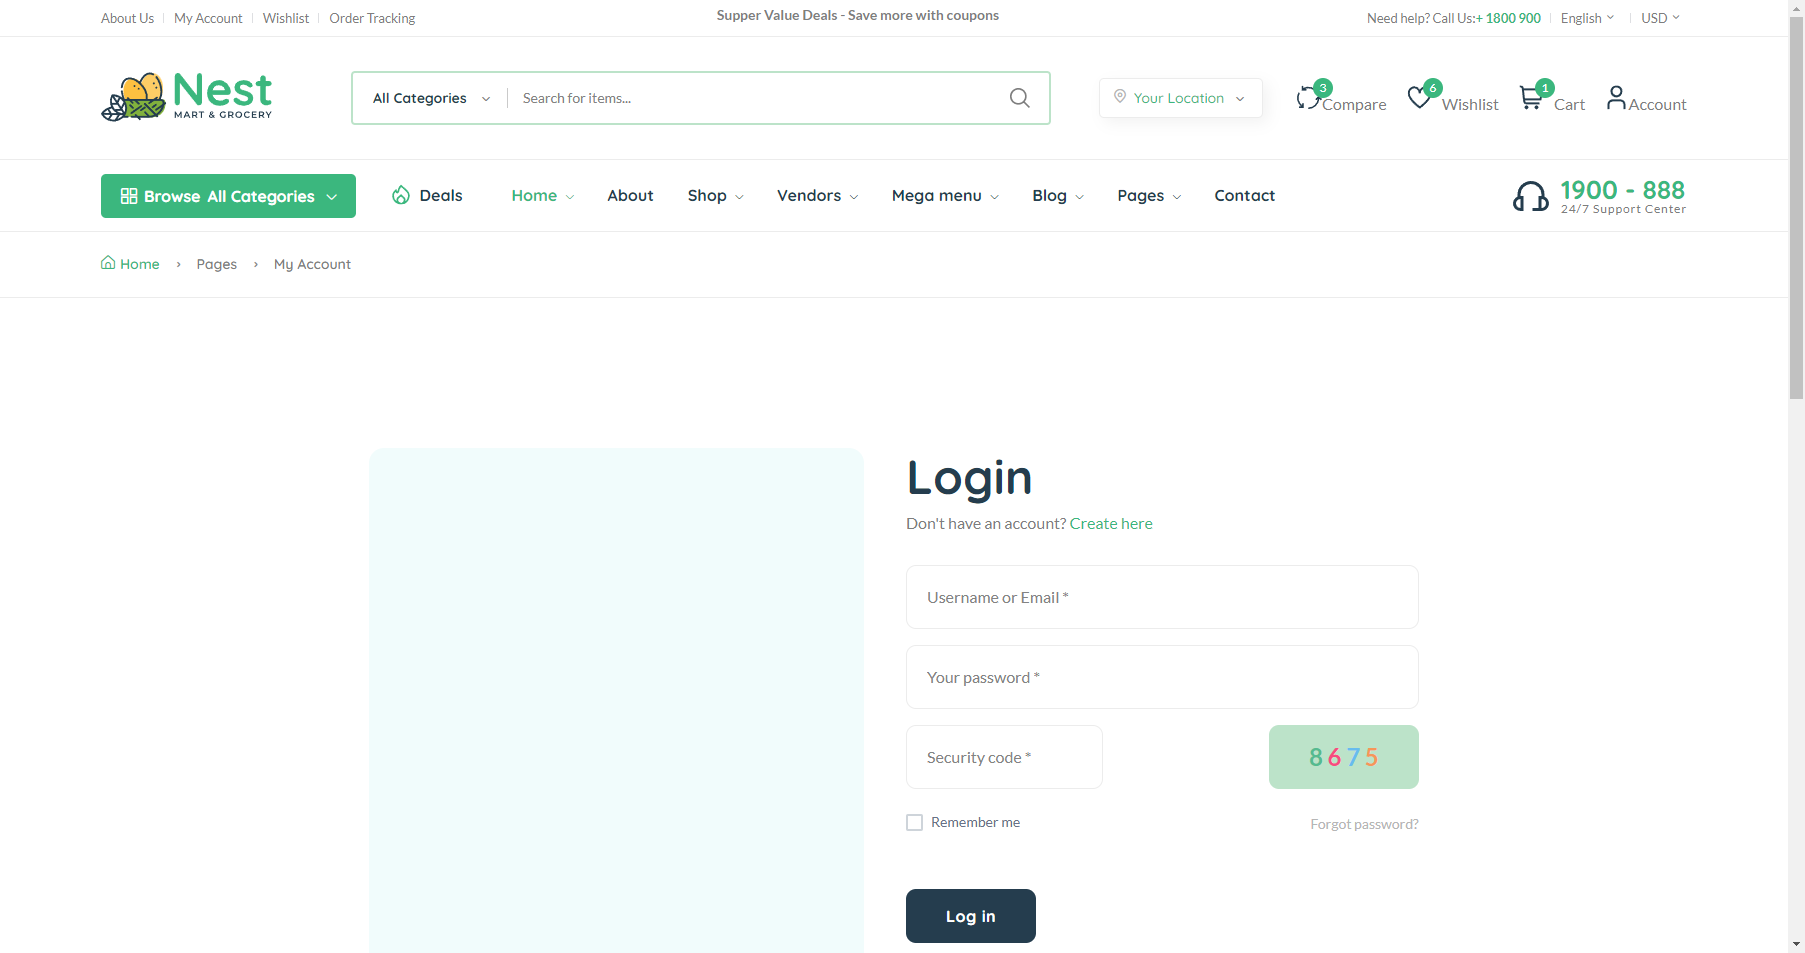 About Us
My Account
Wishlist
Order Tracking
Supper Value Deals - Save more with coupons
Need help? Call Us:+ 1800 900
English
USD
Nest
MART & GROCERY
All Categories
Search for items...
Your Location
3
Compare
6
Wishlist
1
Cart
Account
Browse All Categories
Deals
Home
About
Shop
Vendors
Mega menu
Blog
Pages
Contact
1900 - 888
24/7 Support Center
Home
Pages
My Account
Login
Don't have an account? Create here
Username or Email *
Your password *
Security code *
8 6 7 5
Remember me
Forgot password?
Log in